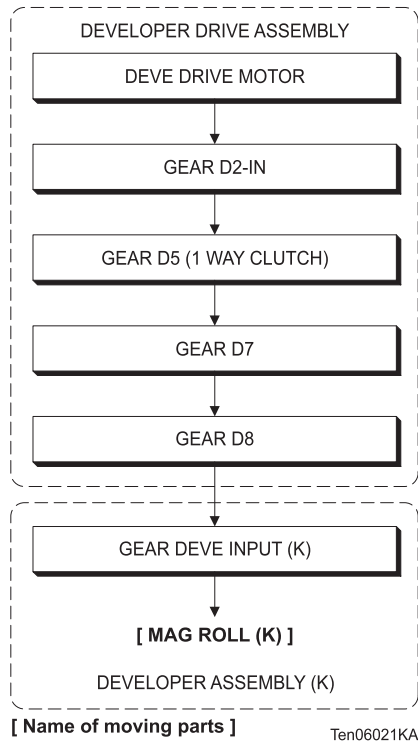 DEVELOPER DRIVE ASSEMBLY
DEVE DRIVE MOTOR
GEAR D2-IN
GEAR D5 (1 WAY CLUTCH)
GEAR D7
GEAR D8
GEAR DEVE INPUT (K)
[ MAG ROLL (K) ]
DEVELOPER ASSEMBLY (K)
[ Name of moving parts ]
Ten06021KA